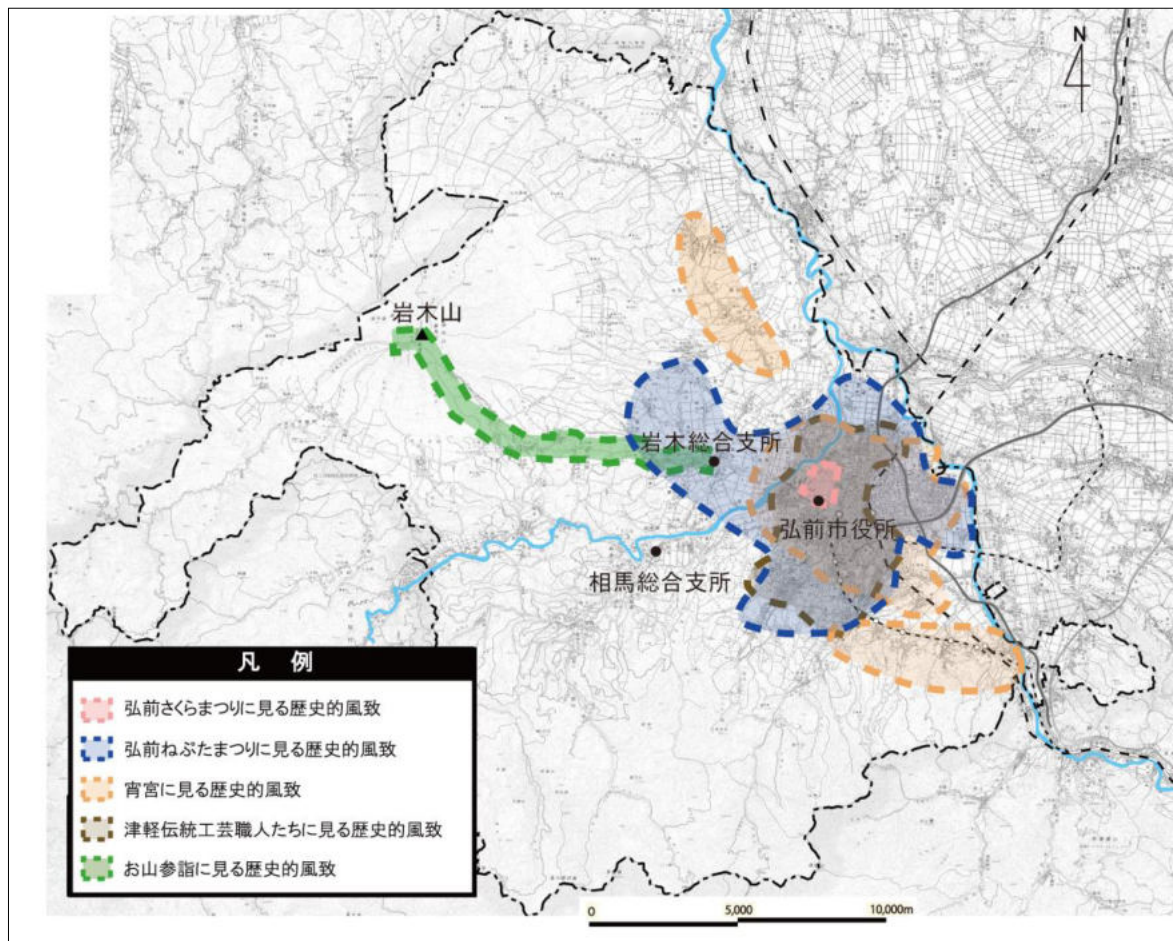 N
岩木山
岩木総合支所
弘前市役所
相馬総合支所
凡 例
弘前さくらまつりに見る歴史的風致
弘前ねぷたまつりに見る歴史的風致
宵宮に見る歴史的風致
津軽伝統工芸職人たちに見る歴史的風致
お山参詣に見る歴史的風致
0 5,000 10,000m